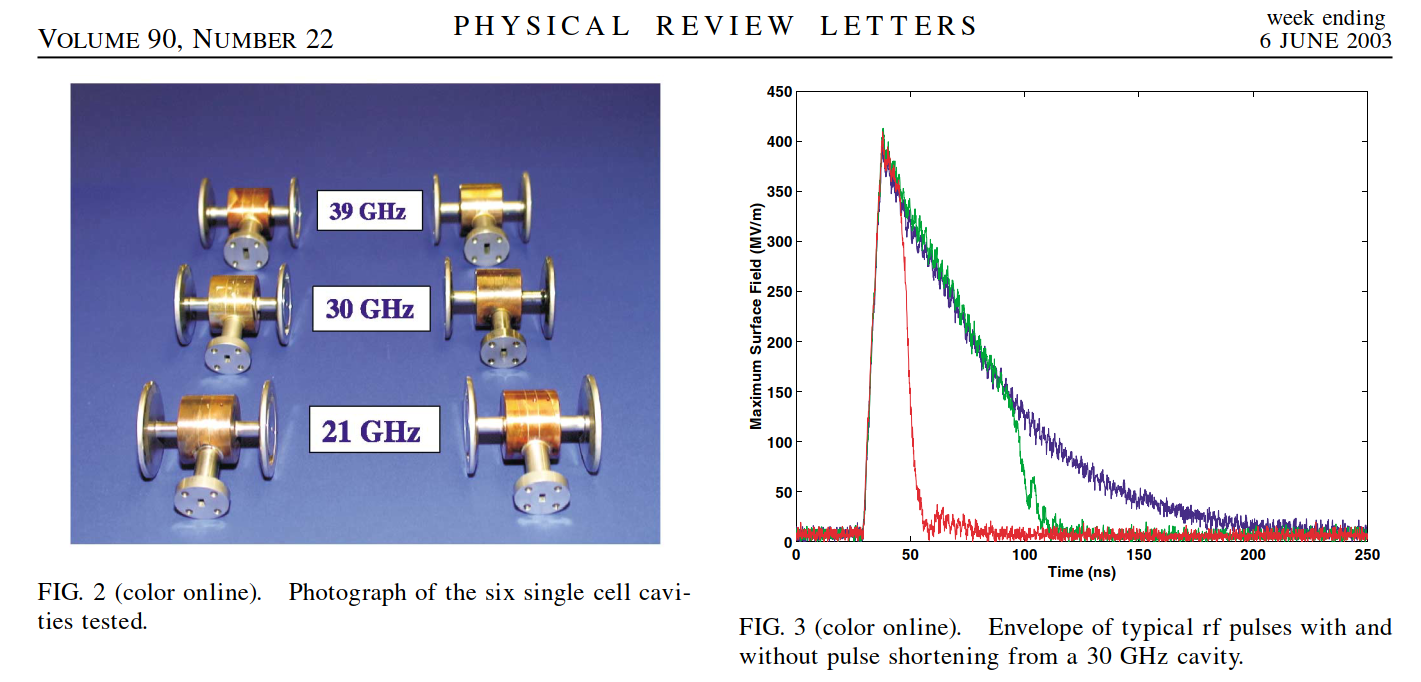 VOLUME 90, NUMBER 22
PHYSICAL REVIEW LETTERS
week ending
6 JUNE 2003
39 GHz
30 GHz
21 GHz
FIG. 2 (color online). Photograph of the six single cell cavi-
ties tested.
450
400
350
300
250
200
150
100
50
0
Maximum Surface Field (MV/m)
0 50 100 150 200 250
Time (ns)
FIG. 3 (color online). Envelope of typical rf pulses with and
without pulse shortening from a 30 GHz cavity.